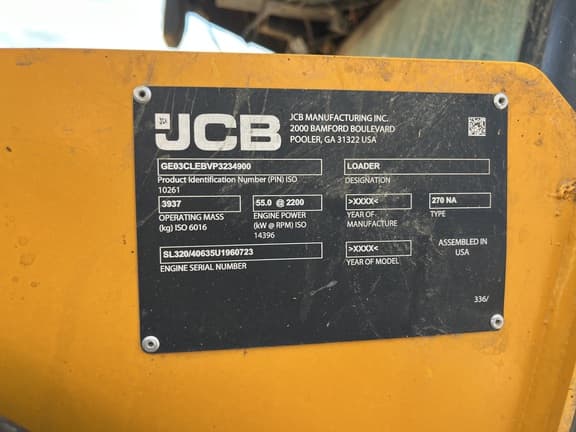 JCB
JCB MANUFACTURING INC.
2000 BAMFORD BOULEVARD
POOLER, GA 31322 USA
GE03CLEBVP3234900
Product Identification Number (PIN) ISO
10261
LOADER
DESIGNATION
3937
OPERATING MASS
(kg) ISO 6016
55.0 @ 2200
ENGINE POWER
(kW @ RPM) ISO
14396
>XXXX<
YEAR OF
MANUFACTURE
270 NA
TYPE
SL320/40635U1960723
ENGINE SERIAL NUMBER
>XXXX<
YEAR OF MODEL
ASSEMBLED IN
USA
336/